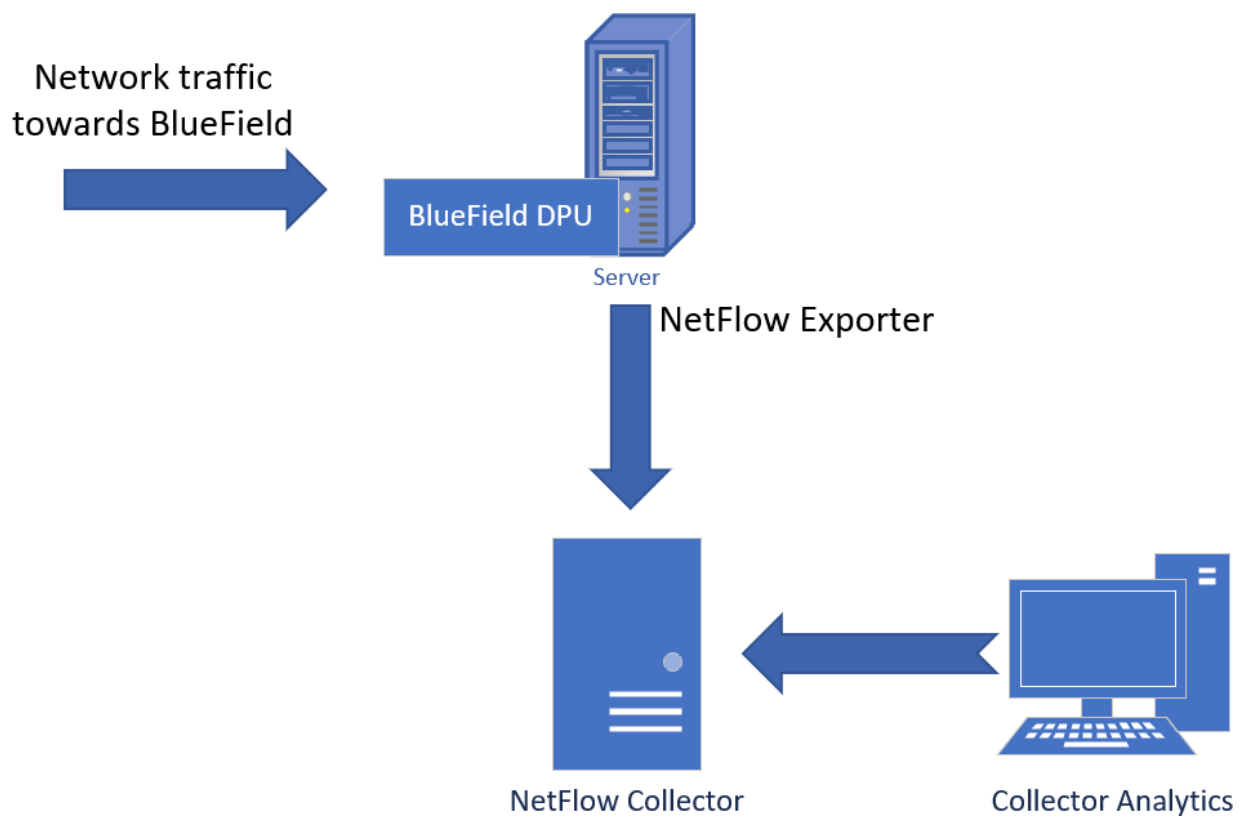 Network traffic
towards BlueField
BlueField DPU
Server
NetFlow Exporter
NetFlow Collector
Collector Analytics